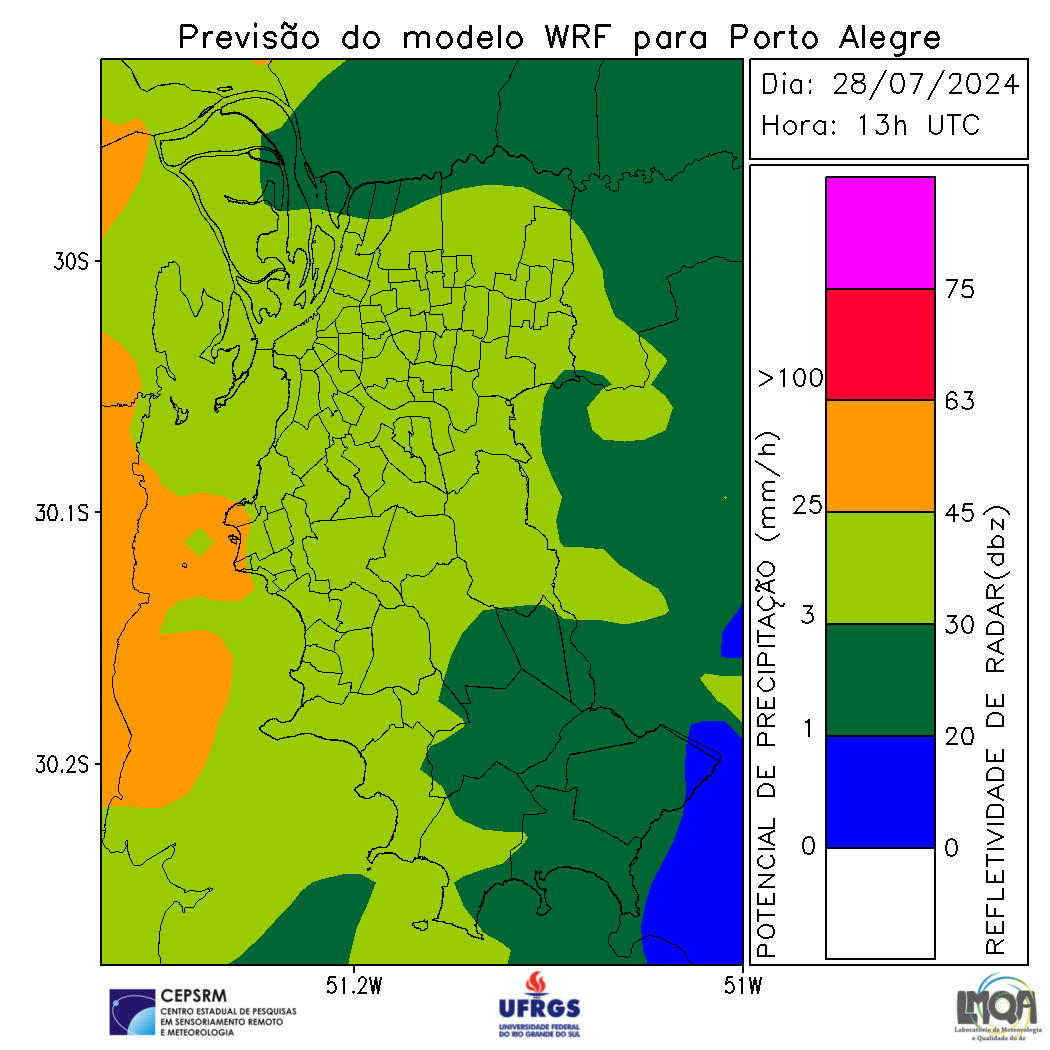 Previsão do modelo WRF para Porto Alegre
Dia: 28/07/2024
Hora: 13h UTC
30S
30.1S
30.2S
51.2W
51W
POTENCIAL DE PRECIPITAÇÃO (mm/h)
>100
25
3
1
0
75
63
45
30
20
0
REFLETIVIDADE DE RADAR(dbz)
CEPSRM
CENTRO ESTADUAL DE PESQUISAS
EM SENSORIAMENTO REMOTO
E METEOROLOGIA
UFRGS
UNIVERSIDADE FEDERAL
DO RIO GRANDE DO SUL
LMQA
Laboratório de Meteorologia
e Qualidade do Ar